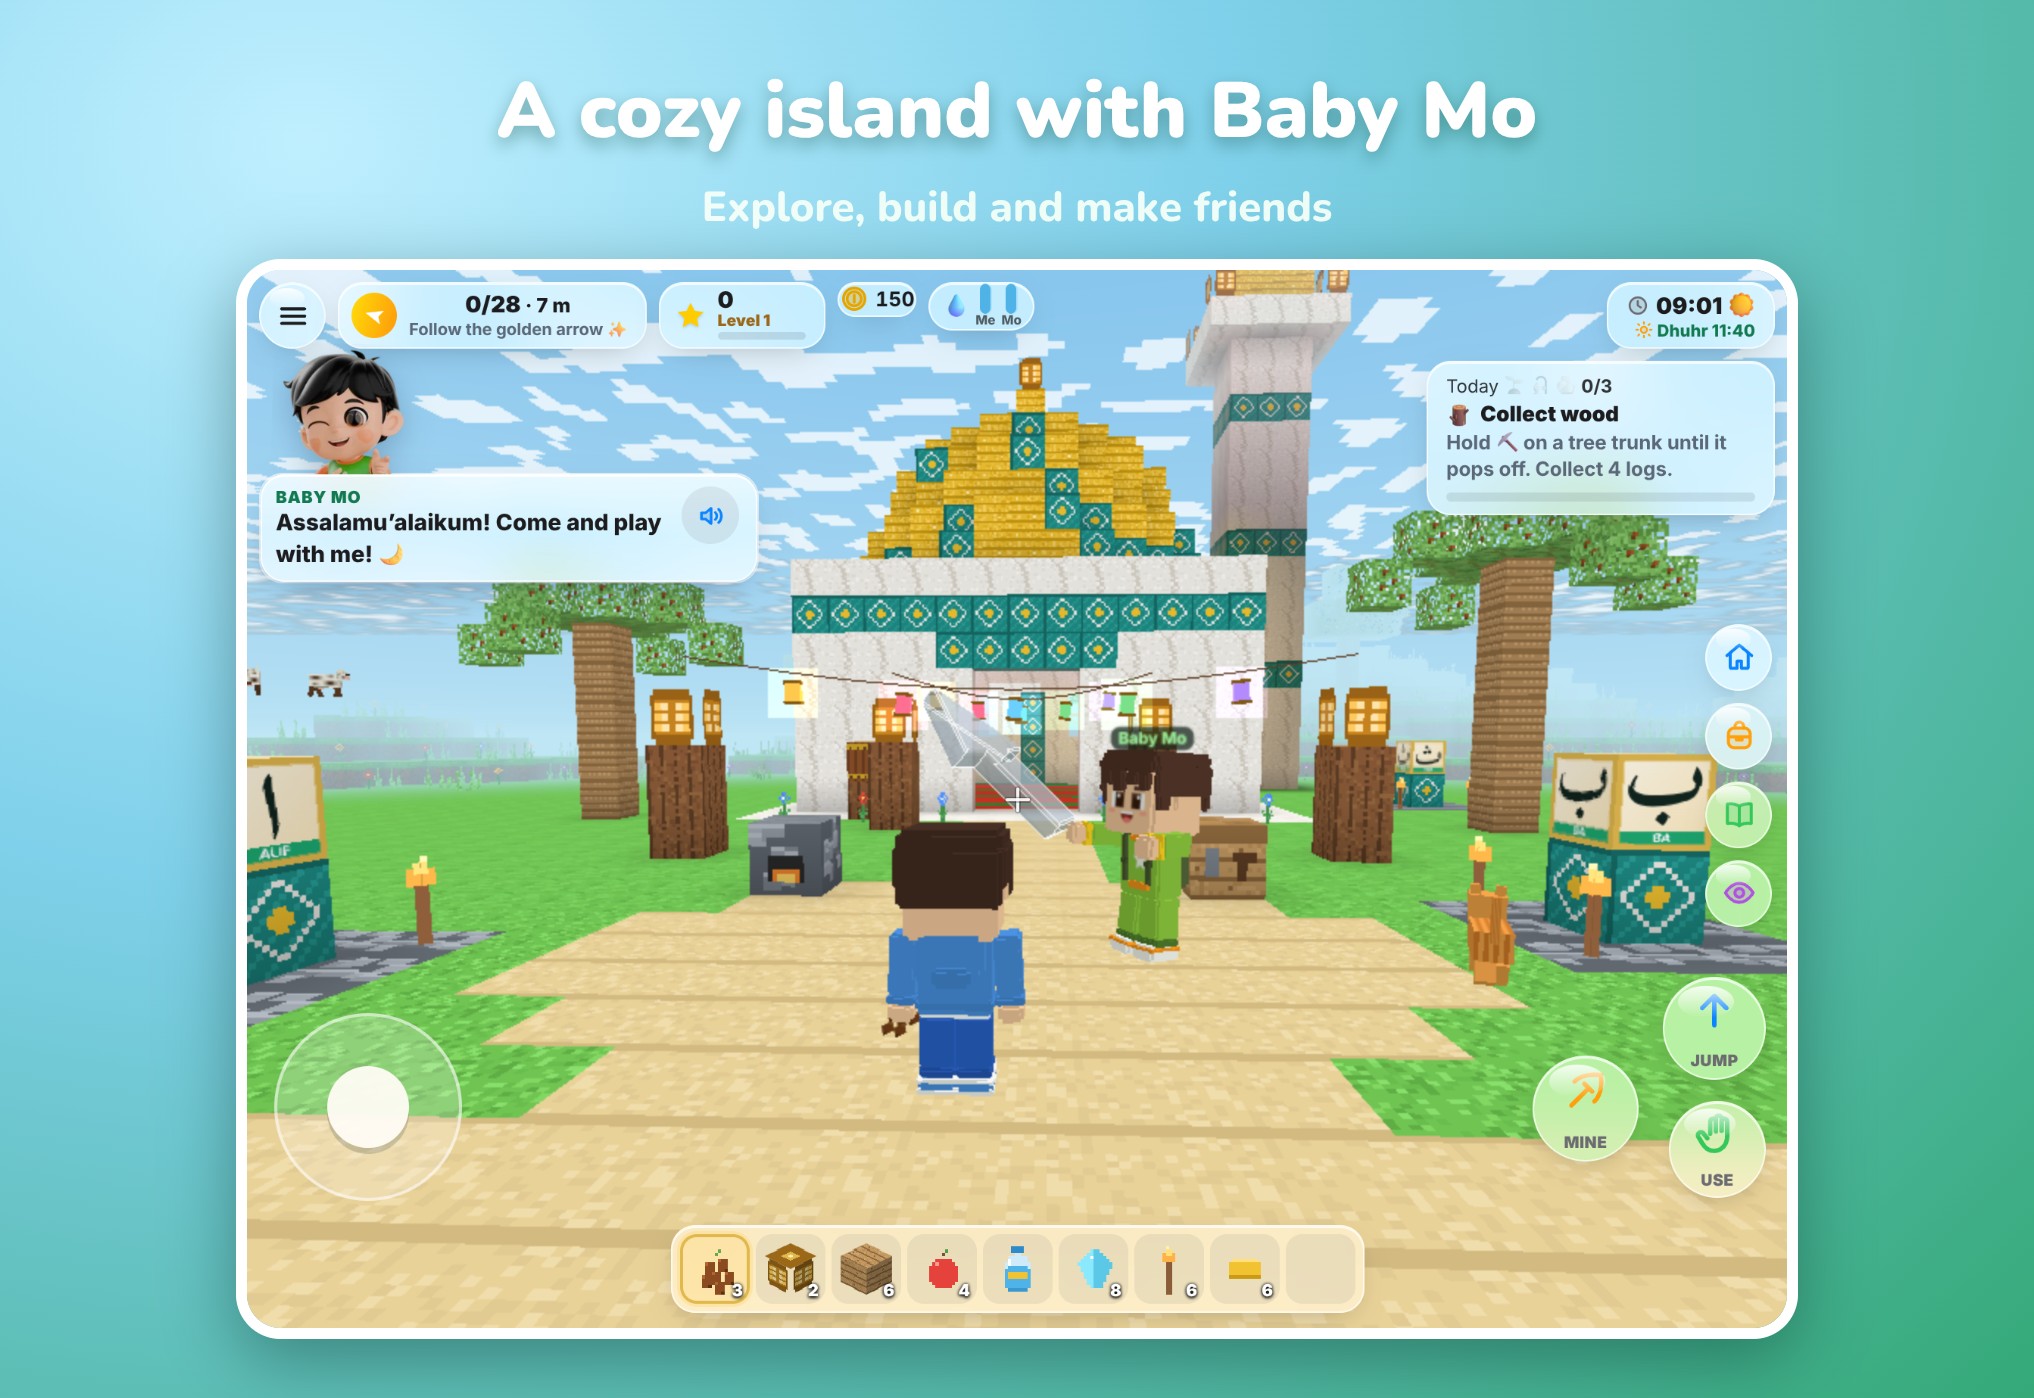 A cozy island with Baby Mo
Explore, build and make friends
0/28 · 7 m
Follow the golden arrow ✨
0
Level 1
150
Me Mo
09:01
Dhuhr 11:40
Today 0/3
Collect wood
Hold ⛏ on a tree trunk until it
pops off. Collect 4 logs.
BABY MO
Assalamu’alaikum! Come and play
with me! 🌙
Baby Mo
ا
ALIF
ث
ب
ب
BA
BA
JUMP
MINE
USE
3
2
6
4
8
6
6